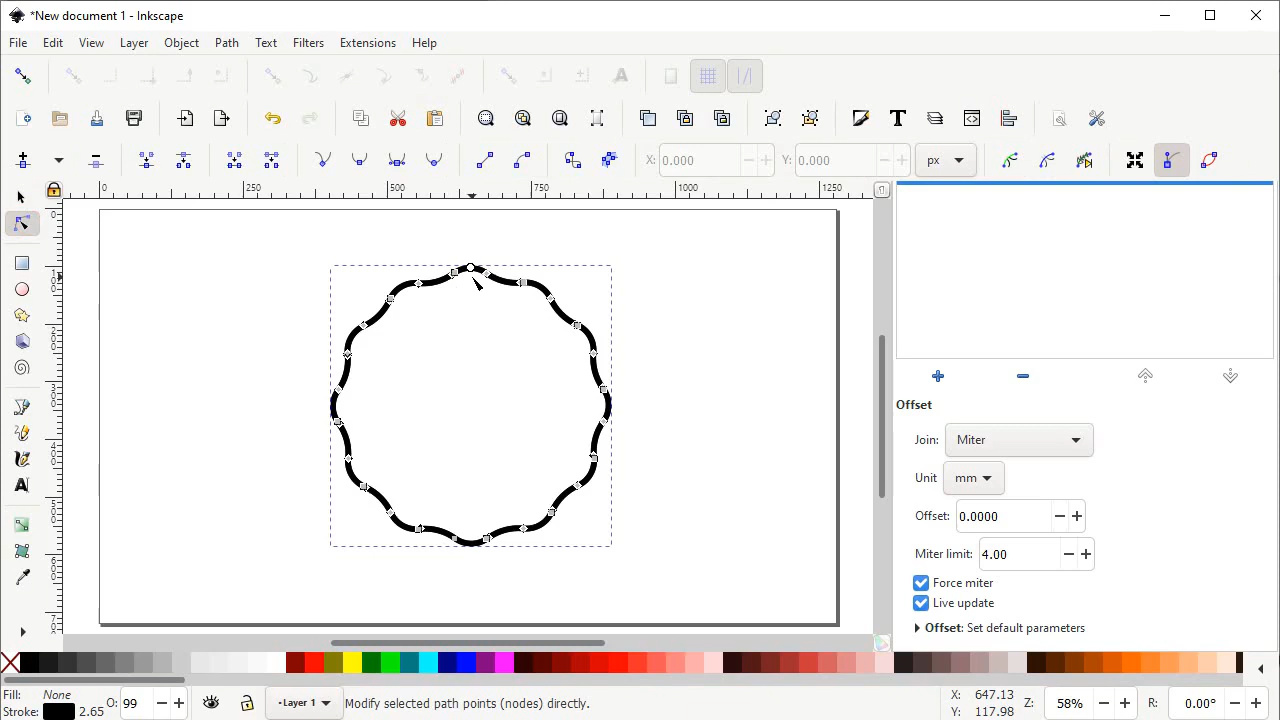 *New document 1 - Inkscape
File Edit View Layer Object Path Text Filters Extensions Help
X: 0.000 Y: 0.000 px
0 250 500 750 1000 1250
Offset
Join: Miter
Unit mm
Offset: 0.0000
Miter limit: 4.00
Force miter
Live update
Offset: Set default parameters
Fill: None O: 99 Layer 1 Modify selected path points (nodes) directly. X: 647.13 Z: 58% R: 0.00°
Stroke: 2.65 Y: 117.98